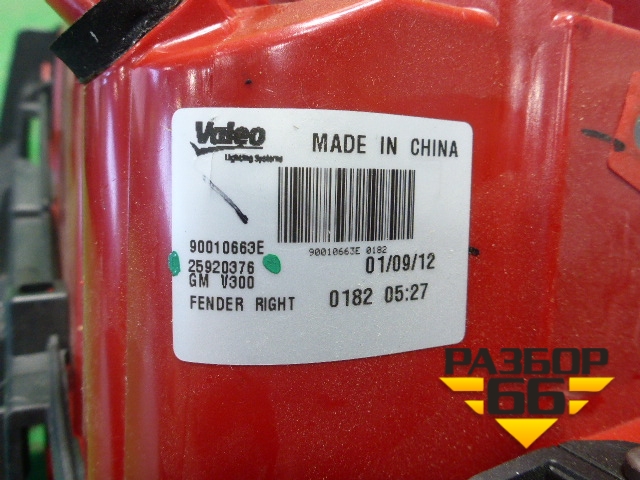 Valeo
Lighting Systems
MADE IN CHINA
90010663E 0182
90010663E
25920376
GM V300
FENDER RIGHT
01/09/12
0182 05:27
РАЗБОР
66